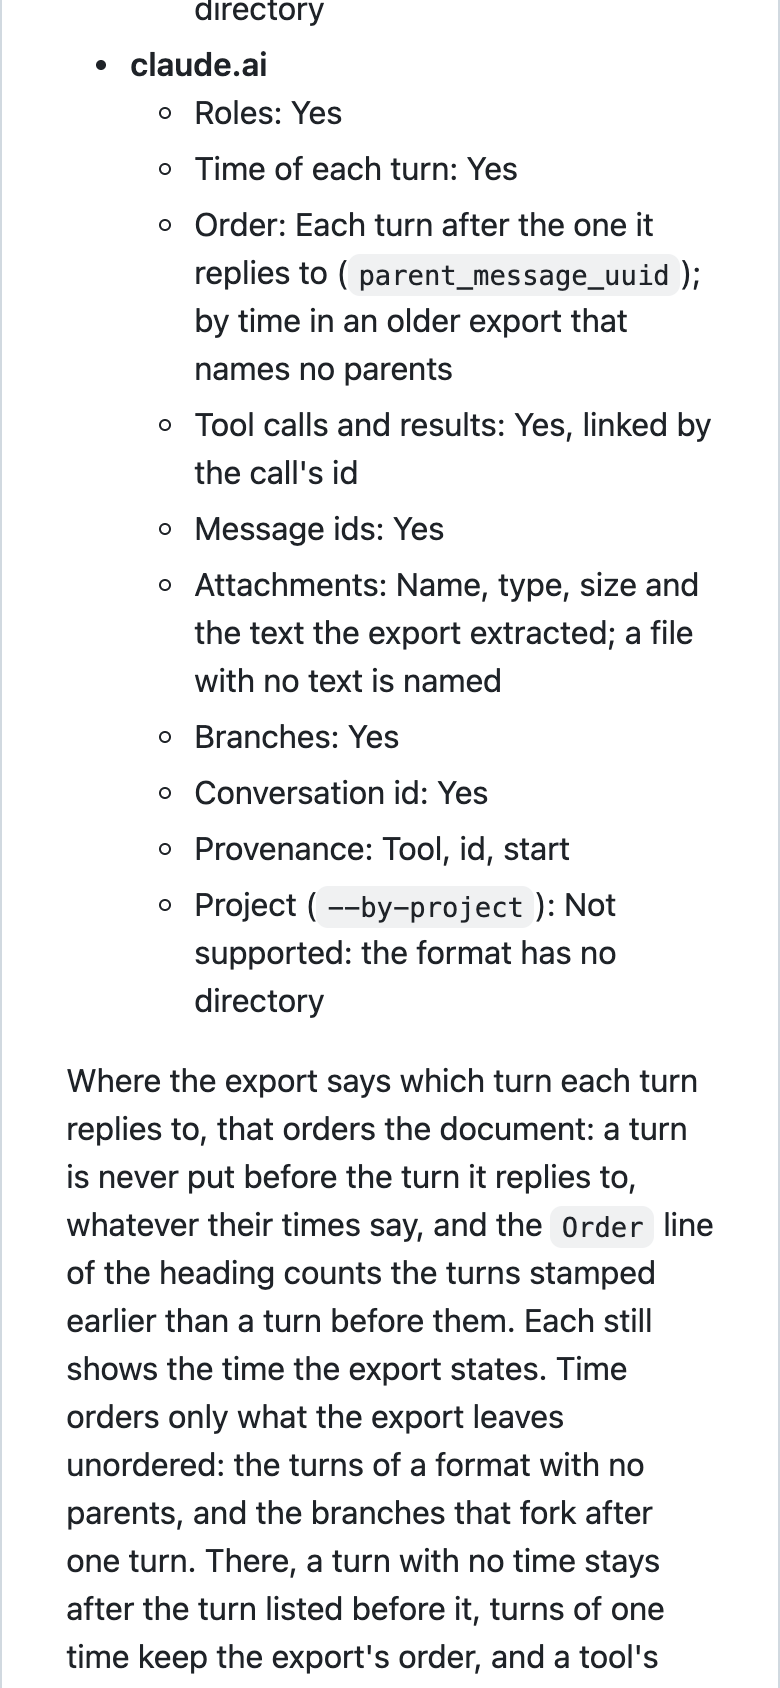 directory
claude.ai
Roles: Yes
Time of each turn: Yes
Order: Each turn after the one it
replies to (parent_message_uuid);
by time in an older export that
names no parents
Tool calls and results: Yes, linked by
the call's id
Message ids: Yes
Attachments: Name, type, size and
the text the export extracted; a file
with no text is named
Branches: Yes
Conversation id: Yes
Provenance: Tool, id, start
Project (--by-project): Not
supported: the format has no
directory
Where the export says which turn each turn
replies to, that orders the document: a turn
is never put before the turn it replies to,
whatever their times say, and the Order line
of the heading counts the turns stamped
earlier than a turn before them. Each still
shows the time the export states. Time
orders only what the export leaves
unordered: the turns of a format with no
parents, and the branches that fork after
one turn. There, a turn with no time stays
after the turn listed before it, turns of one
time keep the export's order, and a tool's